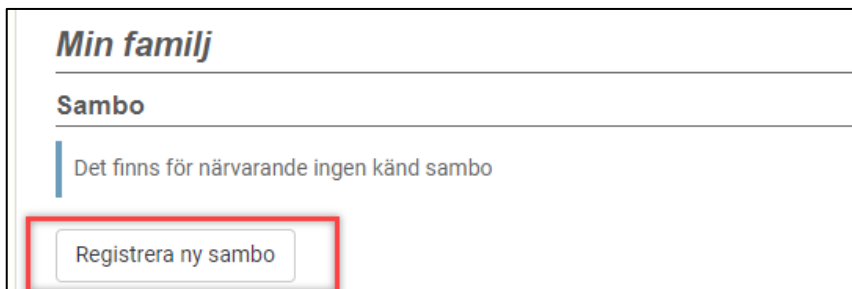 Min familj
Sambo
Det finns för närvarande ingen känd sambo
Registrera ny sambo